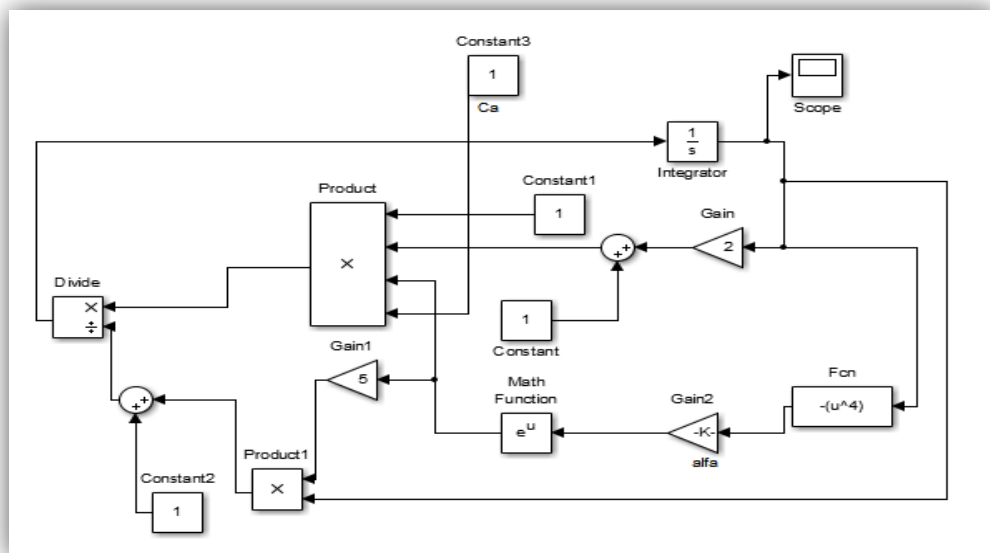 Constant3
1
Ca
Scope
1
s
Integrator
Constant1
1
Product
×
Gain
2
+
+
Divide
×
÷
1
Constant
Gain1
5
Math
Function
e^u
Gain2
-K-
alfa
Fcn
-(u^4)
+
+
Product1
×
Constant2
1